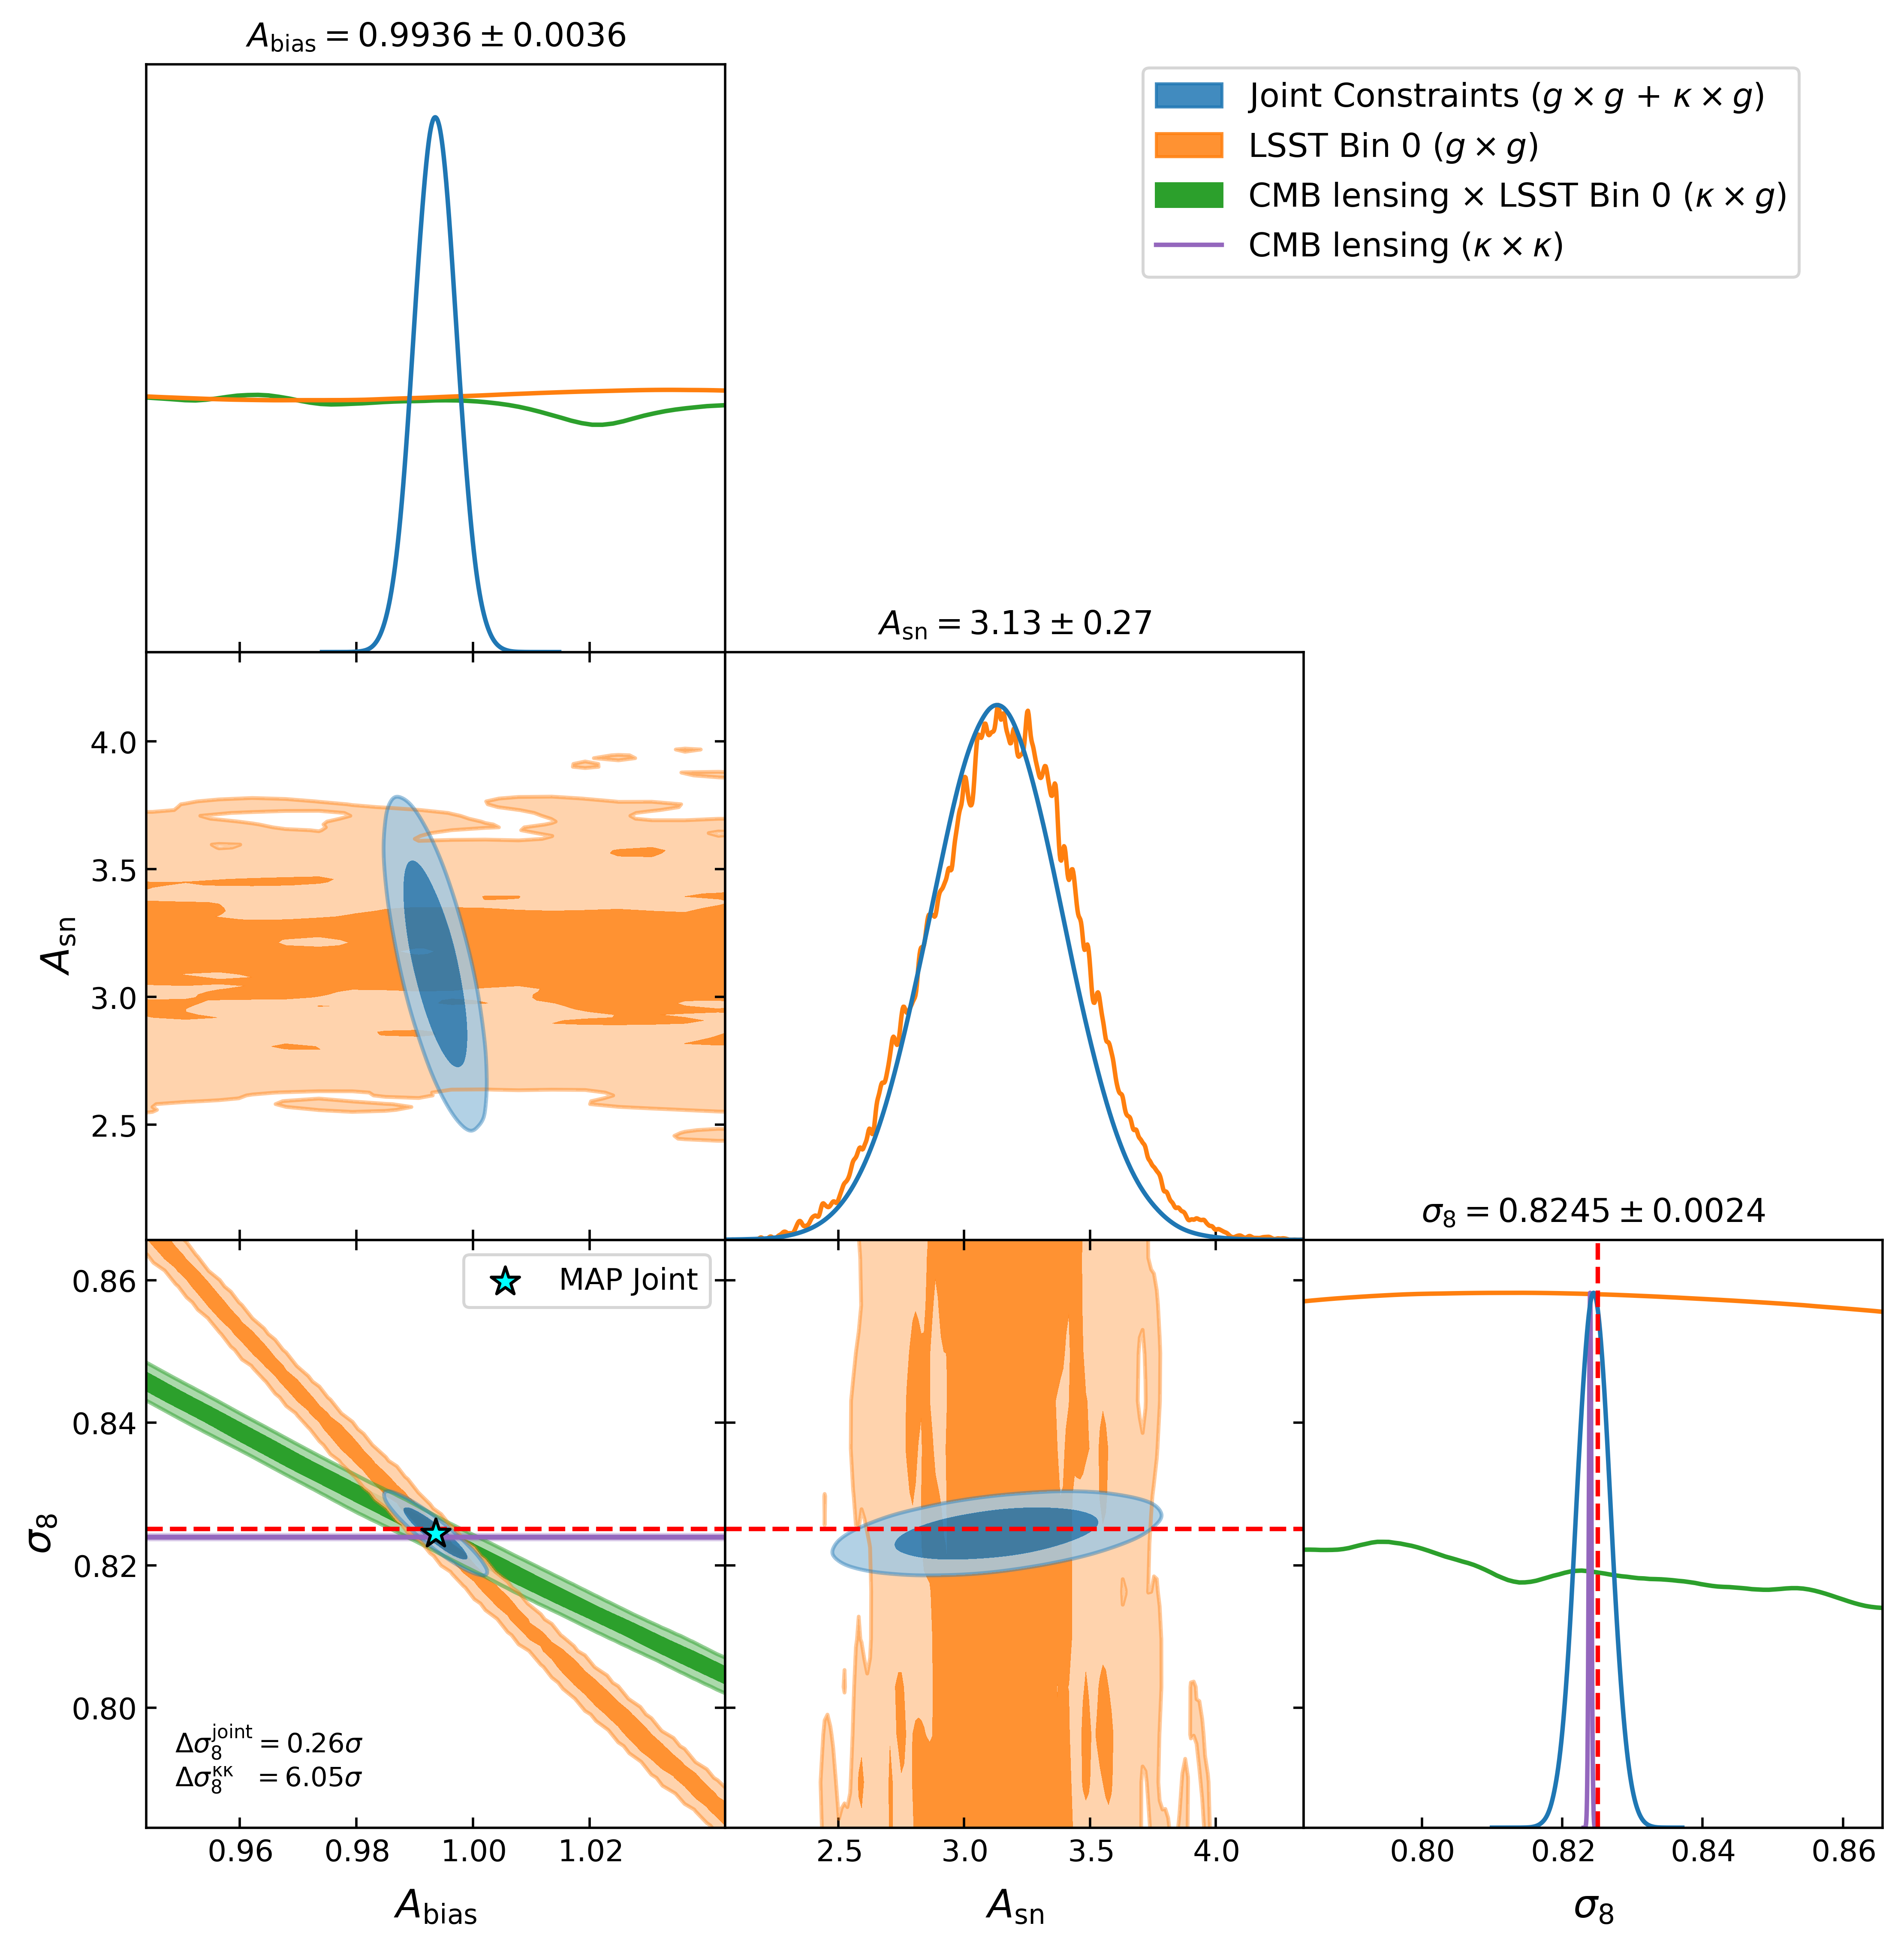 A_bias = 0.9936 ± 0.0036
Joint Constraints (g × g + κ × g)
LSST Bin 0 (g × g)
CMB lensing × LSST Bin 0 (κ × g)
CMB lensing (κ × κ)
A_sn = 3.13 ± 0.27
4.0
3.5
3.0
2.5
A_sn
σ_8 = 0.8245 ± 0.0024
MAP Joint
0.86
0.84
0.82
0.80
σ_8
Δσ_8^joint = 0.26σ
Δσ_8^κκ = 6.05σ
0.96 0.98 1.00 1.02
2.5 3.0 3.5 4.0
0.80 0.82 0.84 0.86
A_bias
A_sn
σ_8